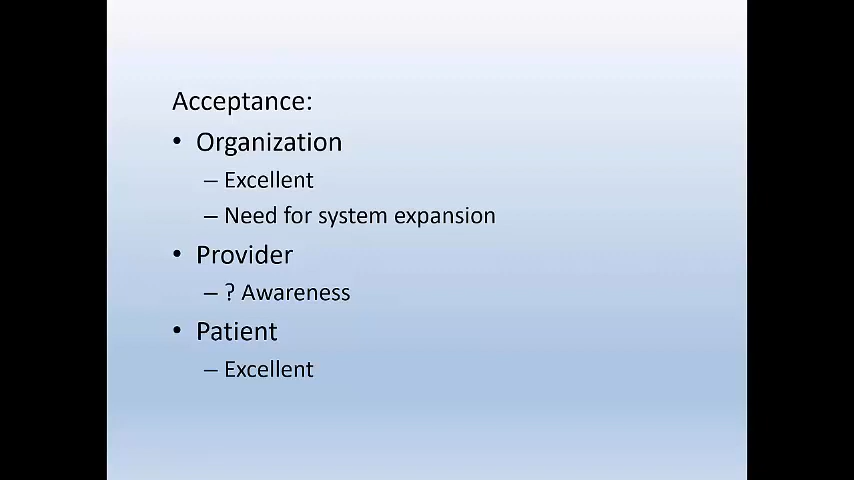 Acceptance:
• Organization
– Excellent
– Need for system expansion
• Provider
– ? Awareness
• Patient
– Excellent